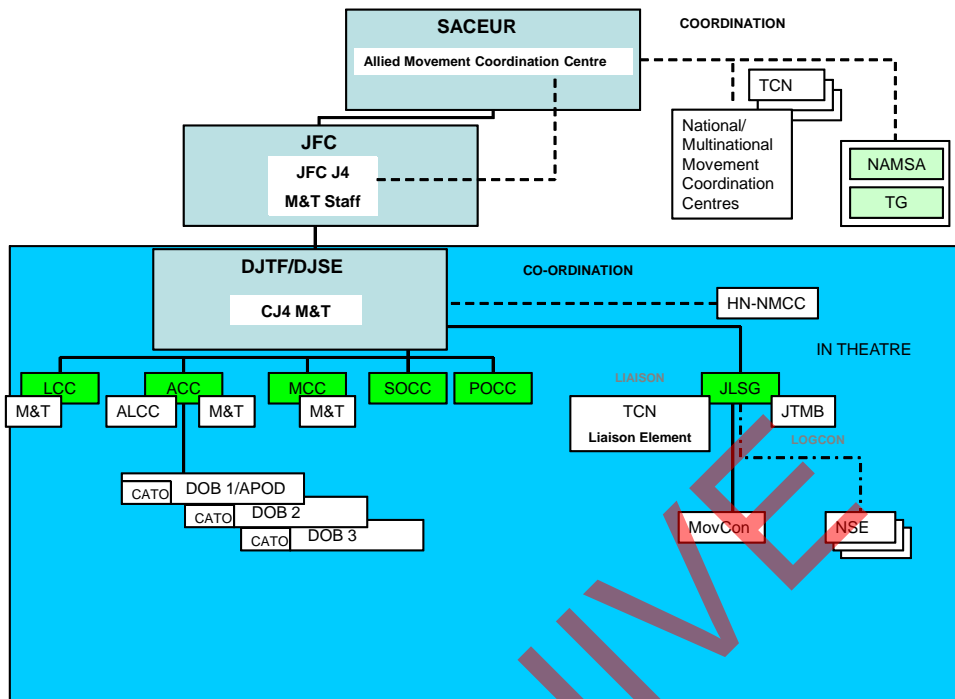 SACEUR
COORDINATION
Allied Movement Coordination Centre
TCN
National/
Multinational
Movement
Coordination
Centres
JFC
JFC J4
M&T Staff
NAMSA
TG
DJTF/DJSE
CO-ORDINATION
CJ4 M&T
HN-NMCC
IN THEATRE
LCC
ACC
MCC
SOCC
POCC
LIAISON
JLSG
M&T
ALCC
M&T
M&T
TCN
Liaison Element
JTMB
LOGCON
DOB 1/APOD
CATO
DOB 2
CATO
DOB 3
CATO
MovCon
NSE
IVE